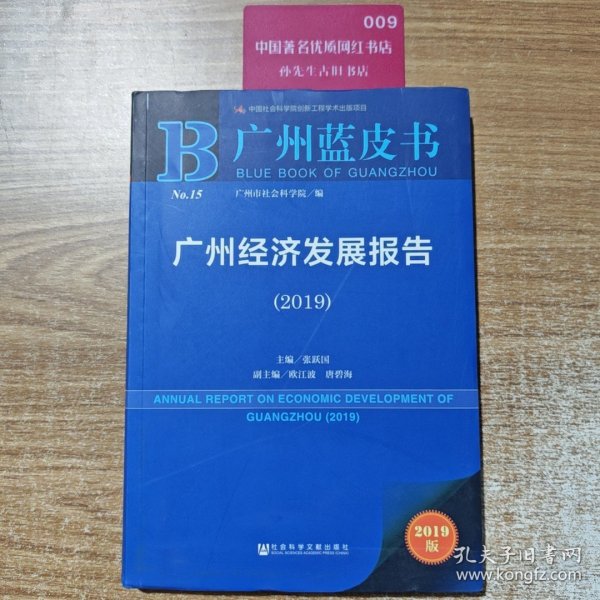 009
中国著名优质网红书店
孙先生古旧书店
中国社会科学院创新工程学术出版项目
B 广州蓝皮书
BLUE BOOK OF GUANGZHOU
No.15
广州市社会科学院/编
广州经济发展报告
(2019)
主编/张跃国
副主编/欧江波 唐碧海
ANNUAL REPORT ON ECONOMIC DEVELOPMENT OF
GUANGZHOU (2019)
2019
版
社会科学文献出版社
SOCIAL SCIENCES ACADEMIC PRESS (CHINA)
孔夫子旧书网
www.kongfz.com